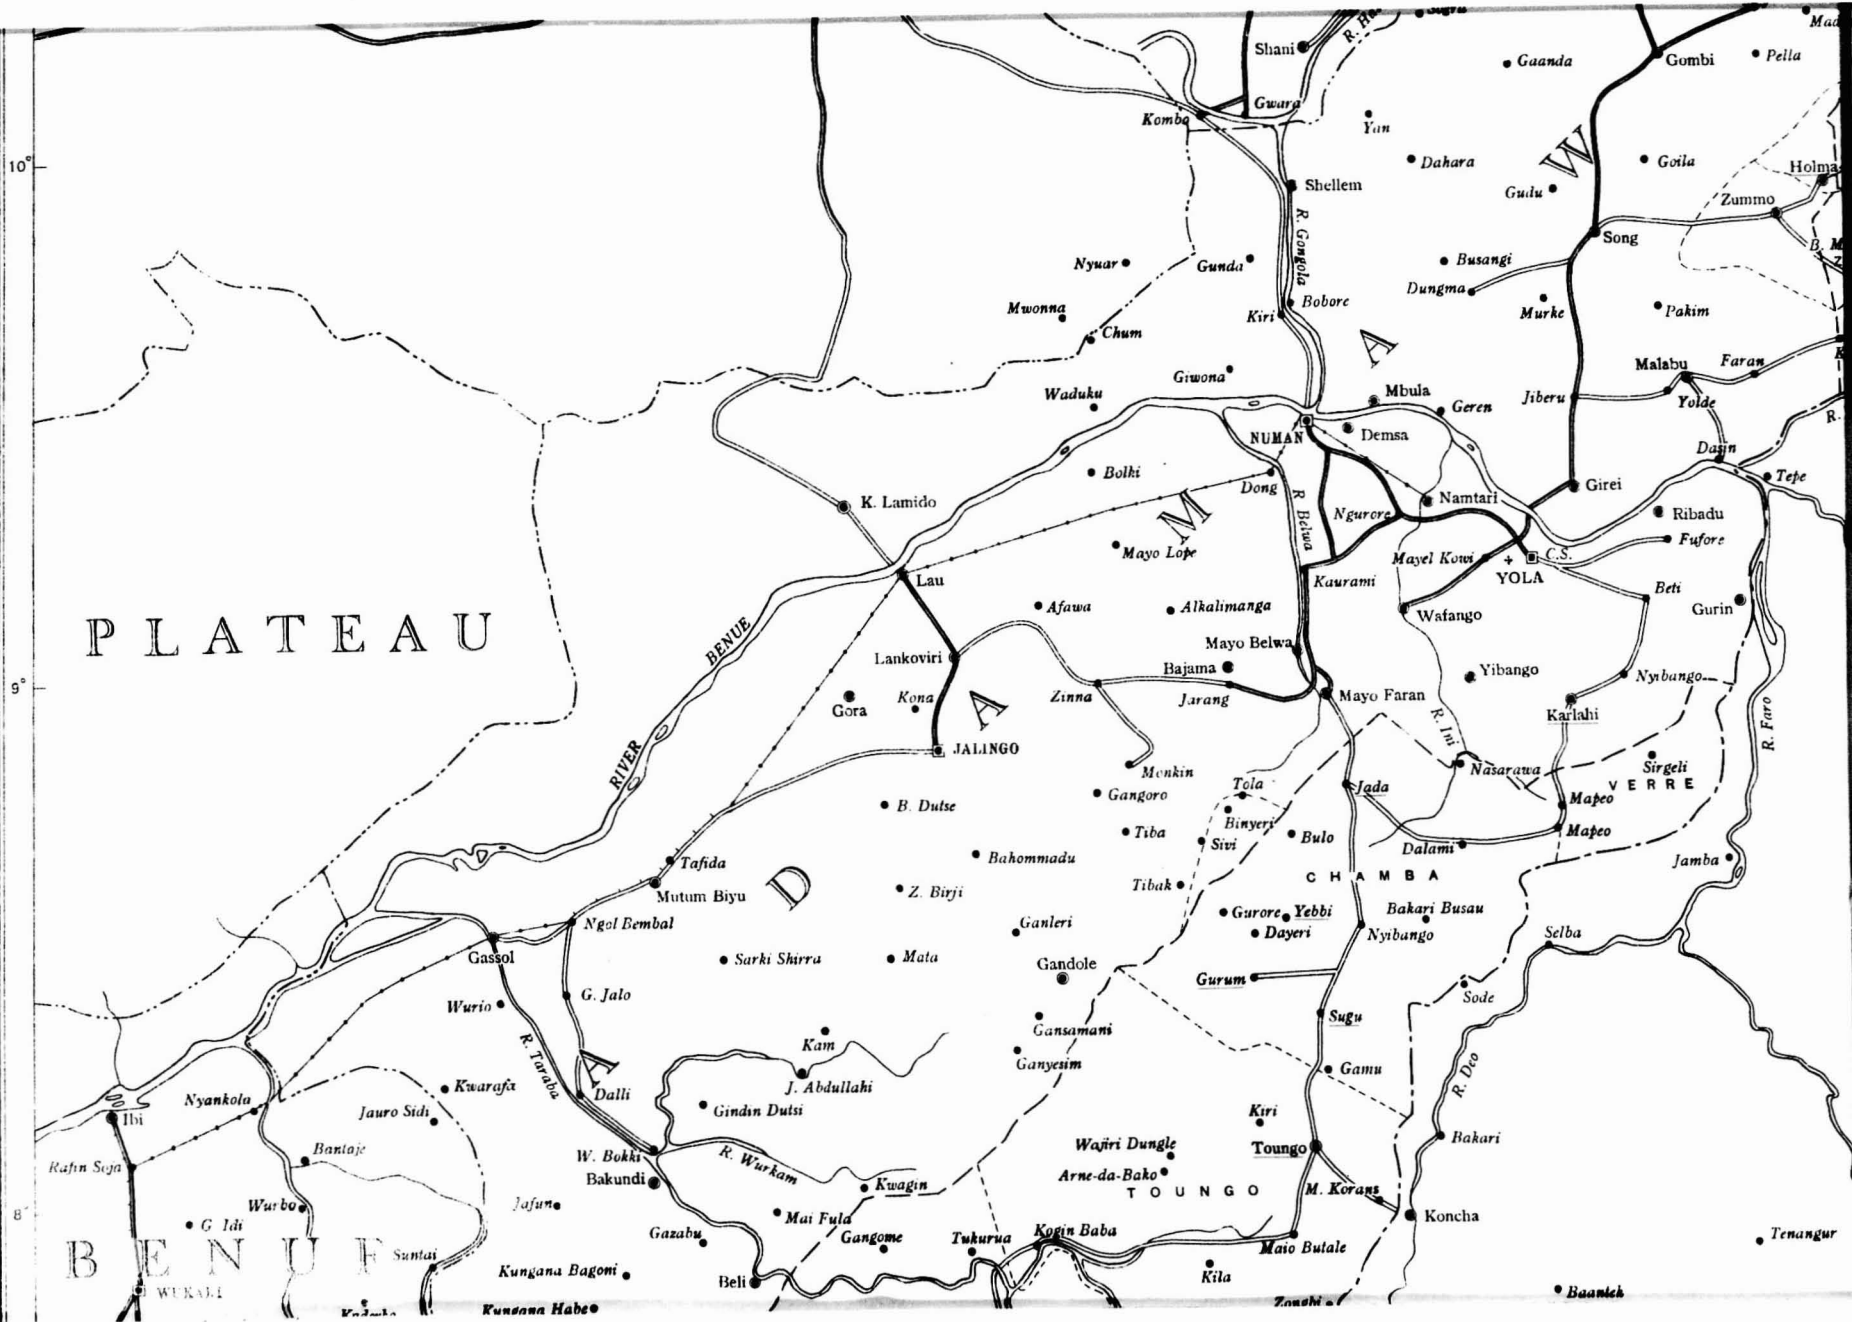 Shani
Gwara
Kombo
Gaanda
Gombi
Pella
Yan
Dahara
Goila
Gudu
Holma
Zummo
W
10°
Shellem
R. Gongola
Song
Nyuar
Gunda
Busangi
Dungma
Mwonna
Chum
Bobore
Kiri
Murke
Pakim
A
Giwona
Waduku
Mbula
Geren
Malabu
Faran
Jiberu
Yolde
NUMAN
Demsa
Dasin
Tepe
Bolki
Dong
R Belwa
Namtari
Girei
K. Lamido
M
Ngurore
Ribadu
Fufore
Mayo Lope
Mayel Kowi
C.S.
YOLA
Lau
Kaurami
Beti
Gurin
Afawa
Alkalimanga
Wafango
PLATEAU
RIVER BENUE
Lankoviri
Mayo Belwa
Bajama
Yibango
Nyibango
9°
Kona
Gora
A
Zinna
Jarang
Mayo Faran
Karlahi
R. Ini
R. Faro
JALINGO
Monkin
Nasarawa
Sirgeli
VERRE
Tola
Jada
Mapeo
B. Dutse
Gangoro
Binyeri
Tiba
Sivi
Bulo
Mapeo
Dalami
Jamba
Tafida
Bahommadu
Mutum Biyu
D
Z. Birji
Tibak
CHAMBA
Ngol Bembal
Ganleri
Gurore
Yebbi
Bakari Busau
Dayeri
Nyibango
Selba
Gassol
Sarki Shirra
Mata
Gandole
Gurum
Sode
Wurio
G. Jalo
Gansamani
Sugu
R. Taraba
Kam
Ganyesim
Gamu
R. Deo
A
Kwarafa
J. Abdullahi
Nyankola
Jauro Sidi
Dalli
Gindin Dutsi
Kiri
Ibi
Bakari
Rafin Soja
Bantaje
W. Bokki
R. Wurkam
Wajiri Dungle
Toungo
Bakundi
Kwagin
Arne-da-Bako
TOUNGO
M. Korans
Wurbo
Jafun
Koncha
8°
G Idi
Mai Fula
Gazabu
Gangome
Tukurua
Kogin Baba
Maio Butale
Tenangur
BENUE
Suntai
Kungana Bagoni
Beli
Kila
WUKARI
Kungana Habe